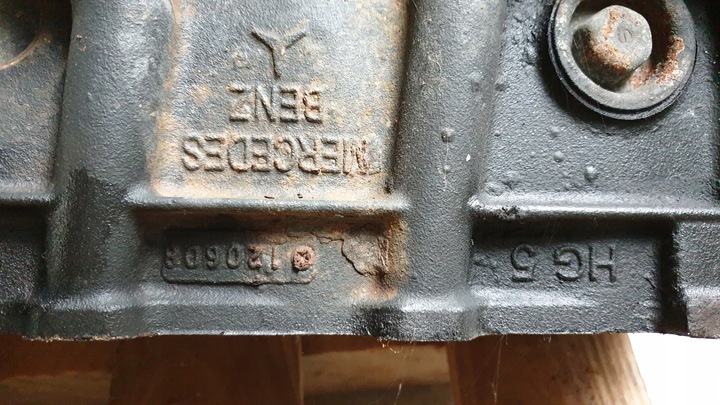 HG 5
120608
MERCEDES
BENZ